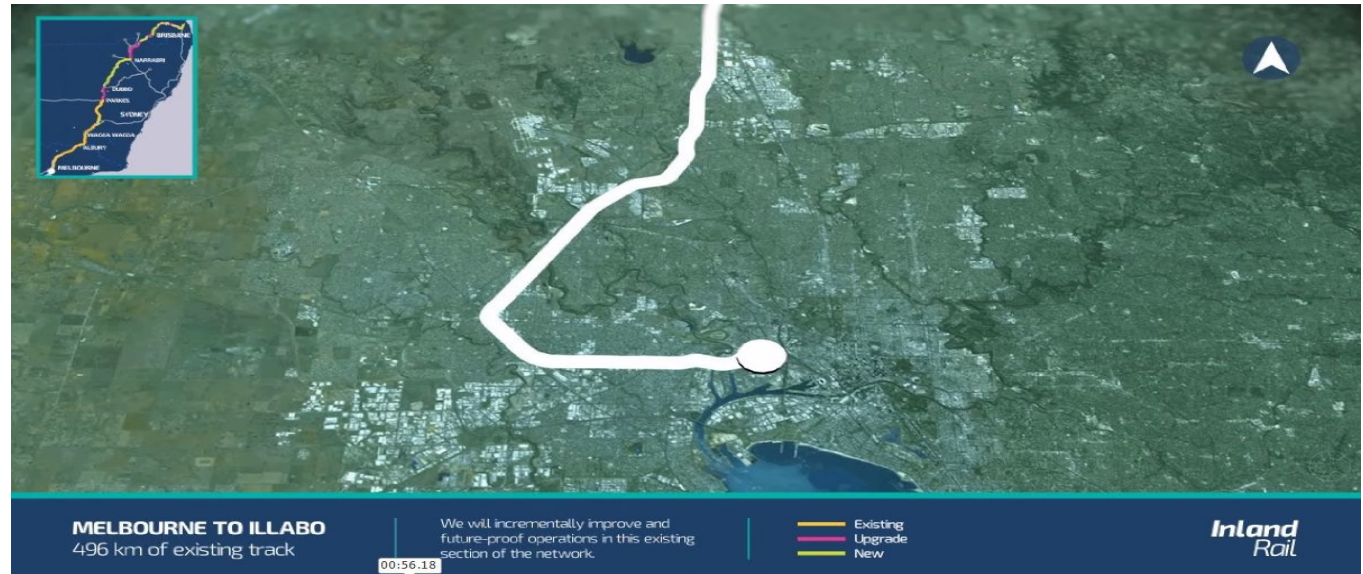 BRISBANE
NARRABRI
DUBBO
PARKES
SYDNEY
WAGGA WAGGA
ALBURY
MELBOURNE
MELBOURNE TO ILLABO
496 km of existing track
We will incrementally improve and
future-proof operations in this existing
section of the network.
Existing
Upgrade
New
Inland
Rail
00:56.18